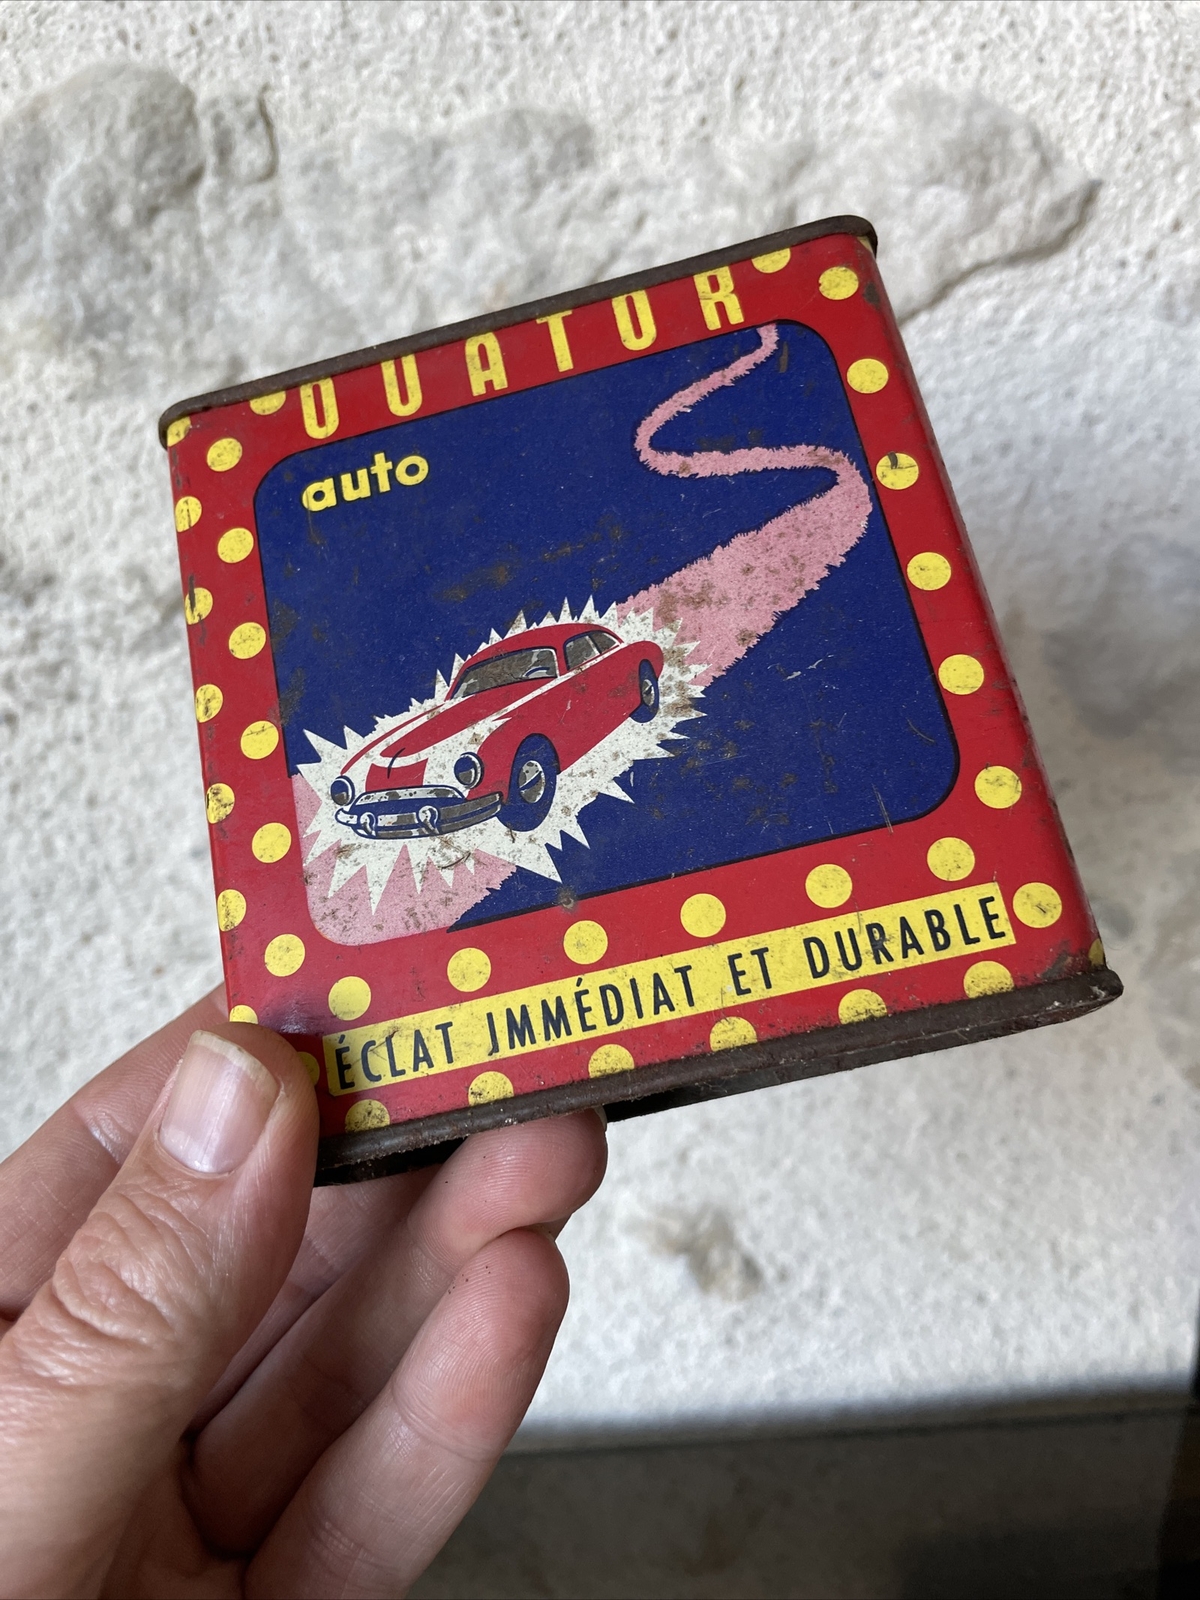 OUATOR
auto
ÉCLAT IMMÉDIAT ET DURABLE